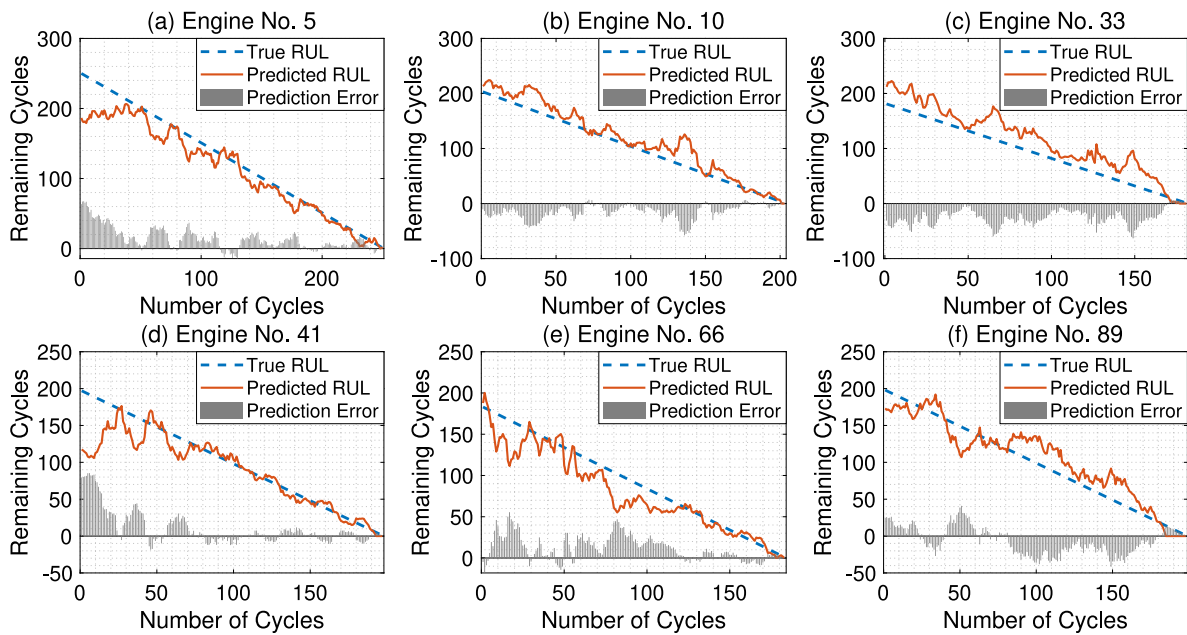 (a) Engine No. 5
300
200
100
0
0
100
200
Remaining Cycles
Number of Cycles
True RUL
Predicted RUL
Prediction Error
(b) Engine No. 10
300
200
100
0
-100
0
50
100
150
200
Remaining Cycles
Number of Cycles
True RUL
Predicted RUL
Prediction Error
(c) Engine No. 33
300
200
100
0
-100
0
50
100
150
Remaining Cycles
Number of Cycles
True RUL
Predicted RUL
Prediction Error
(d) Engine No. 41
250
200
150
100
50
0
-50
0
50
100
150
Remaining Cycles
Number of Cycles
True RUL
Predicted RUL
Prediction Error
(e) Engine No. 66
250
200
150
100
50
0
0
50
100
150
Remaining Cycles
Number of Cycles
True RUL
Predicted RUL
Prediction Error
(f) Engine No. 89
250
200
150
100
50
0
-50
0
50
100
150
Remaining Cycles
Number of Cycles
True RUL
Predicted RUL
Prediction Error